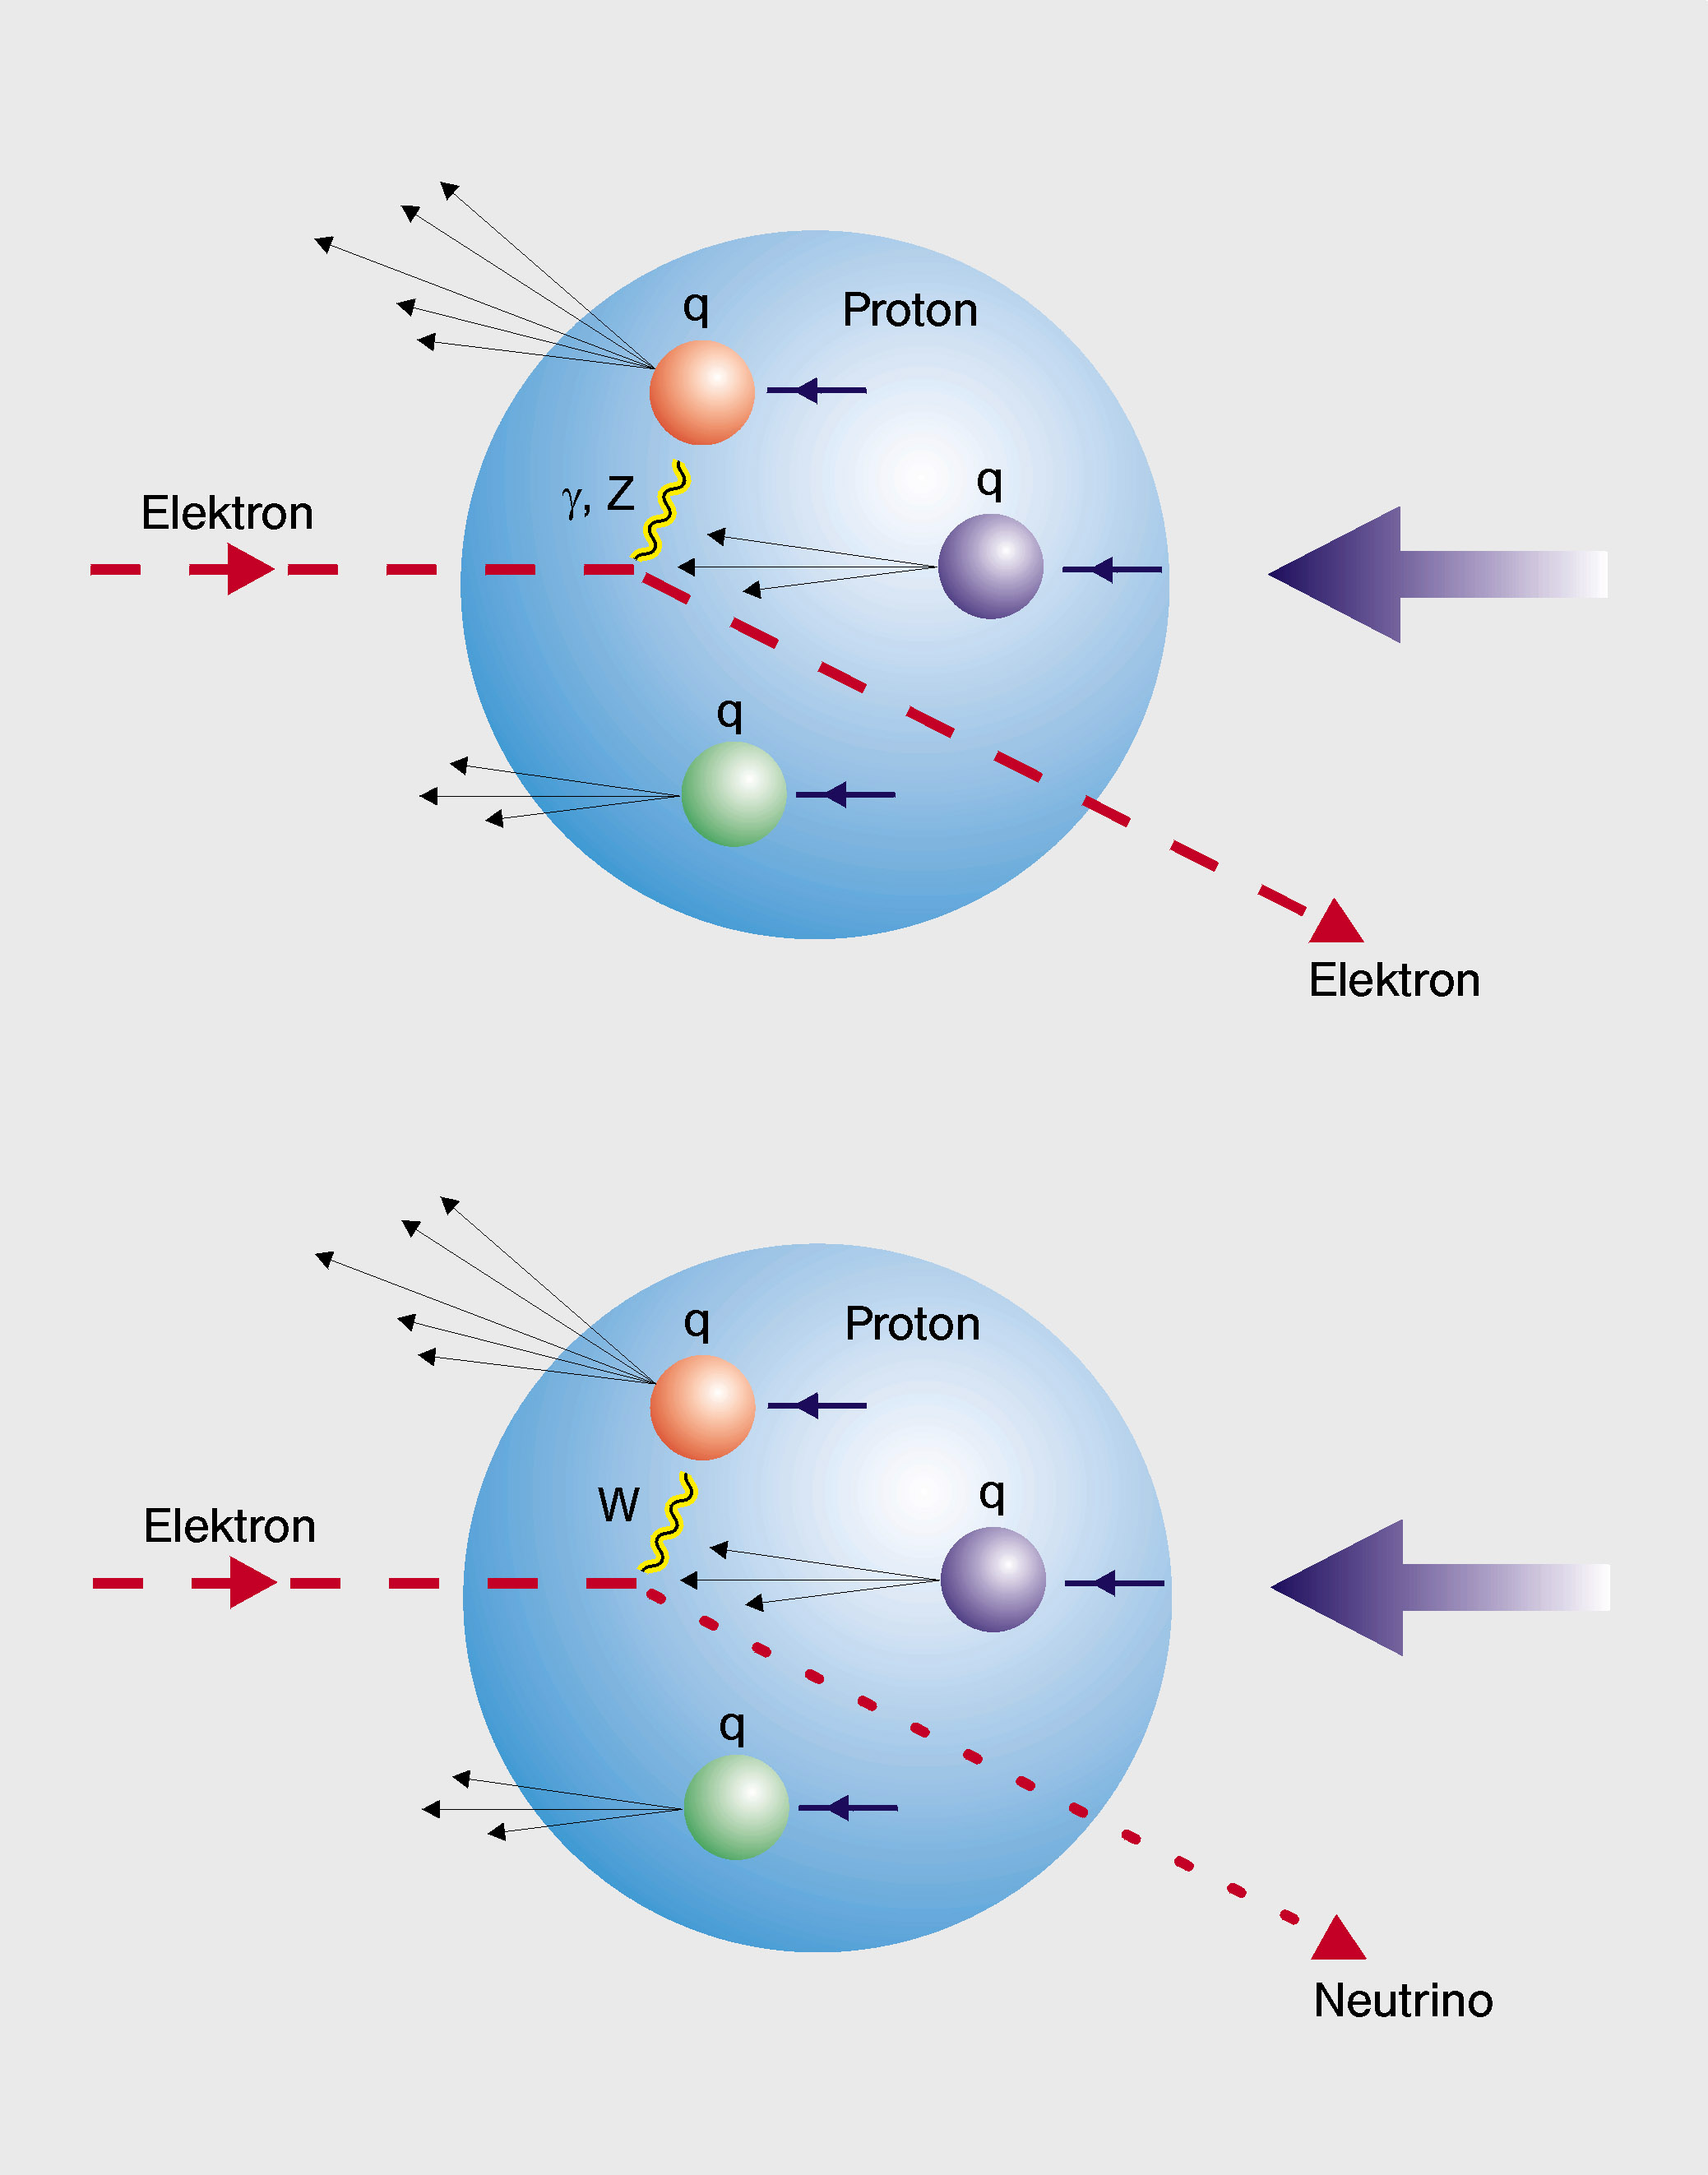 q
Proton
γ, Z
q
Elektron
q
Elektron
q
Proton
W
q
Elektron
q
Neutrino